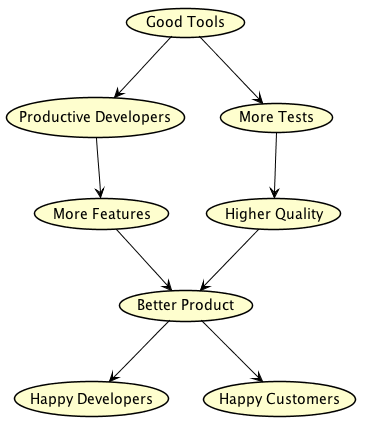 Good Tools
Productive Developers
More Tests
More Features
Higher Quality
Better Product
Happy Developers
Happy Customers